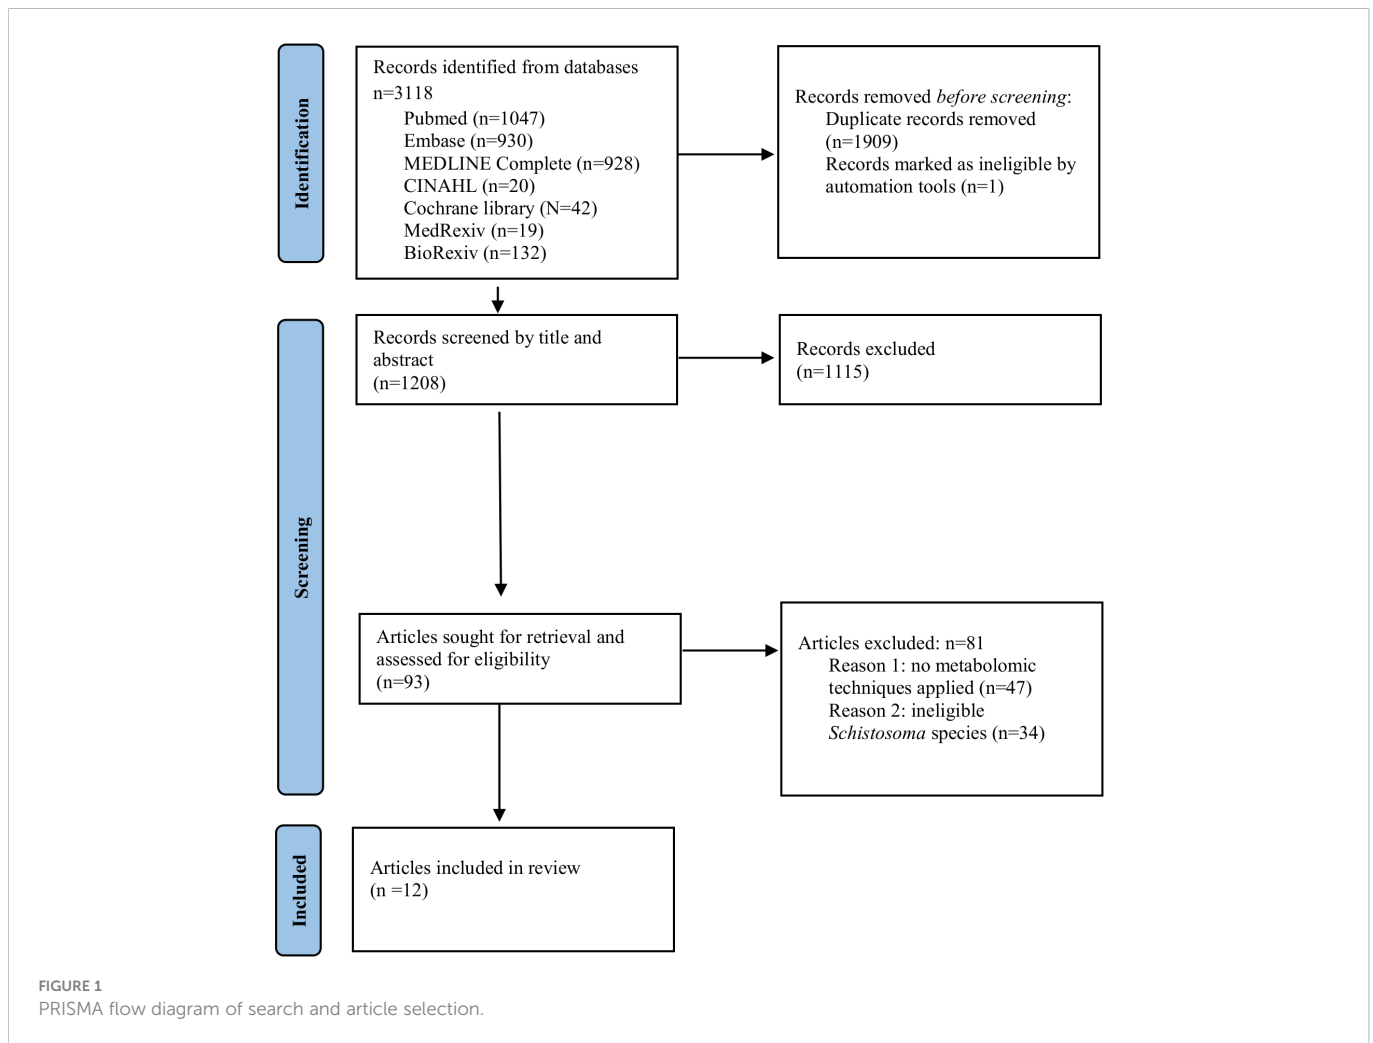 Identification
Records identified from databases
n=3118
Pubmed (n=1047)
Embase (n=930)
MEDLINE Complete (n=928)
CINAHL (n=20)
Cochrane library (N=42)
MedRexiv (n=19)
BioRexiv (n=132)
Records removed before screening:
Duplicate records removed
(n=1909)
Records marked as ineligible by
automation tools (n=1)
Screening
Records screened by title and
abstract
(n=1208)
Records excluded
(n=1115)
Articles sought for retrieval and
assessed for eligibility
(n=93)
Articles excluded: n=81
Reason 1: no metabolomic
techniques applied (n=47)
Reason 2: ineligible
Schistosoma species (n=34)
Included
Articles included in review
(n =12)
FIGURE 1
PRISMA flow diagram of search and article selection.